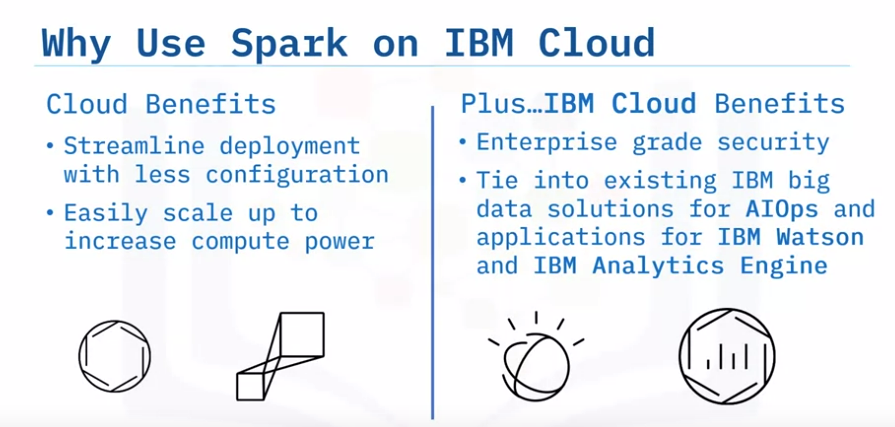 Why Use Spark on IBM Cloud
Cloud Benefits
• Streamline deployment
with less configuration
• Easily scale up to
increase compute power
Plus…IBM Cloud Benefits
• Enterprise grade security
• Tie into existing IBM big
data solutions for AIOps and
applications for IBM Watson
and IBM Analytics Engine